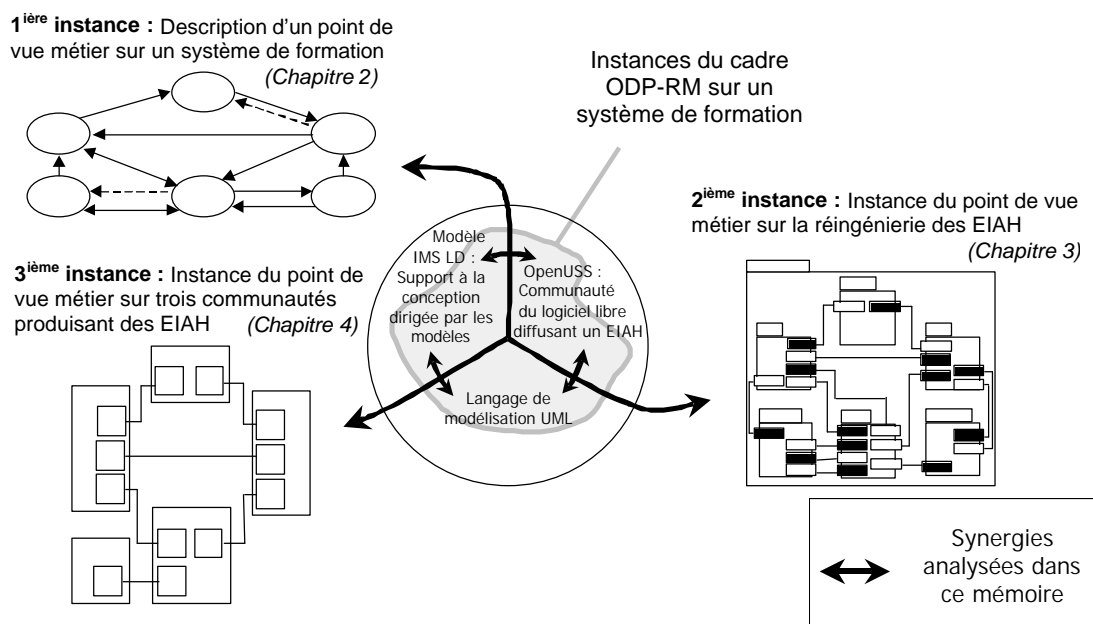 1ière instance : Description d'un point de
vue métier sur un système de formation
(Chapitre 2)
Instances du cadre
ODP-RM sur un
système de formation
2ième instance : Instance du point de vue
métier sur la réingénierie des EIAH
(Chapitre 3)
3ième instance : Instance du point de
vue métier sur trois communautés
produisant des EIAH (Chapitre 4)
Modèle
IMS LD :
Support à la
conception
dirigée par les
modèles
OpenUSS :
Communauté
du logiciel libre
diffusant un EIAH
Langage de
modélisation UML
Synergies
analysées dans
ce mémoire